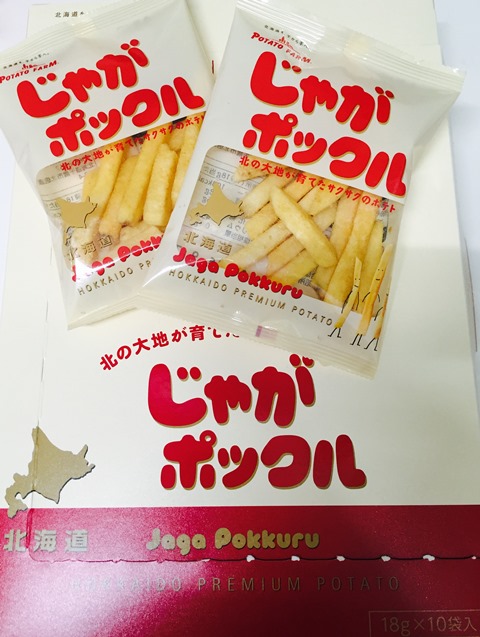 北海道
POTATO FARM
じゃが
ポックル
北の大地が育てたサクサクのポテト
北海道
Jaga Pokkuru
HOKKAIDO PREMIUM
POTATO FARM
じゃが
ポックル
北の大地が育てたサクサクのポテト
北海道
Jaga Pokkuru
HOKKAIDO PREMIUM POTATO
北の大地が育て
じゃが
ポックル
北海道 Jaga Pokkuru
HOKKAIDO PREMIUM POTATO
18g×10袋入